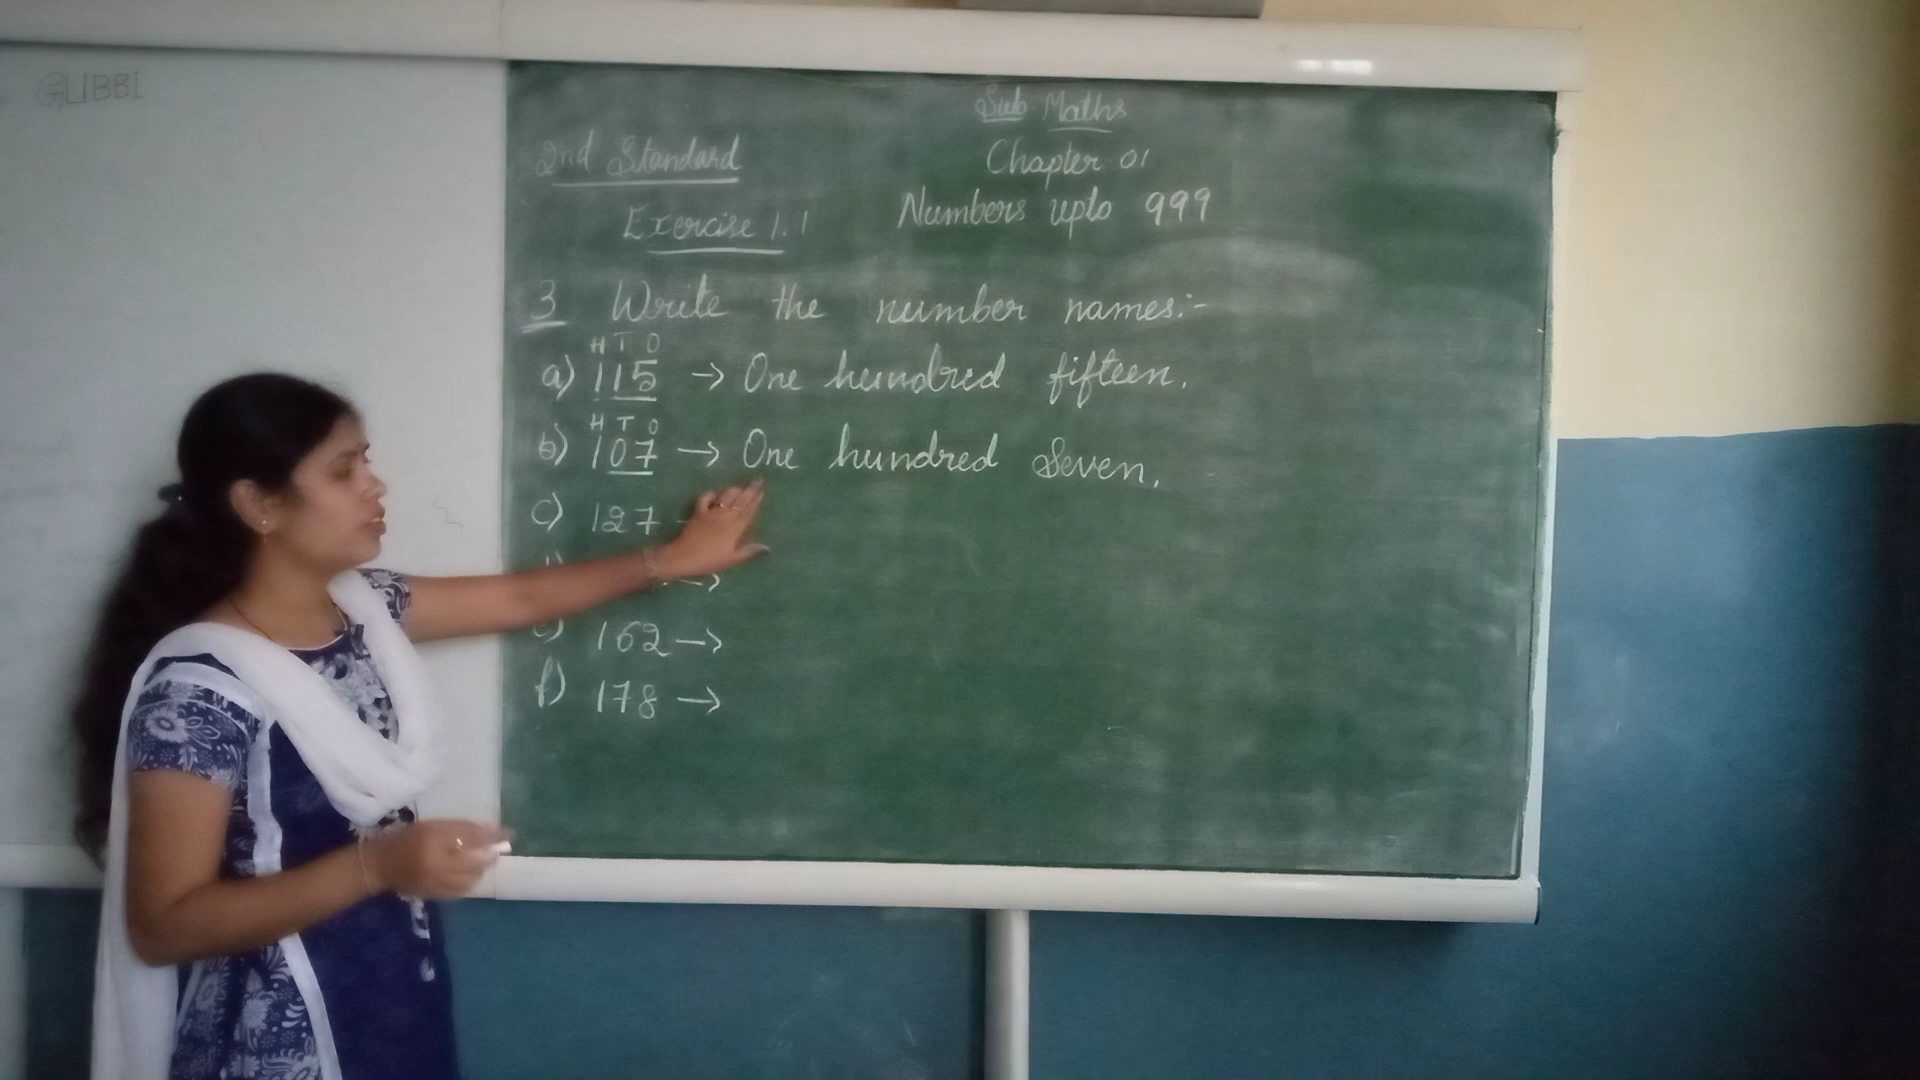 GUBBI
Sub Maths
2nd Standard
Chapter 01
Exercise 1.1
Numbers upto 999
3 Write the number names:-
H T O
a) 115 → One hundred fifteen.
H T O
b) 107 → One hundred Seven.
c) 127
→
e) 162 →
f) 178 →